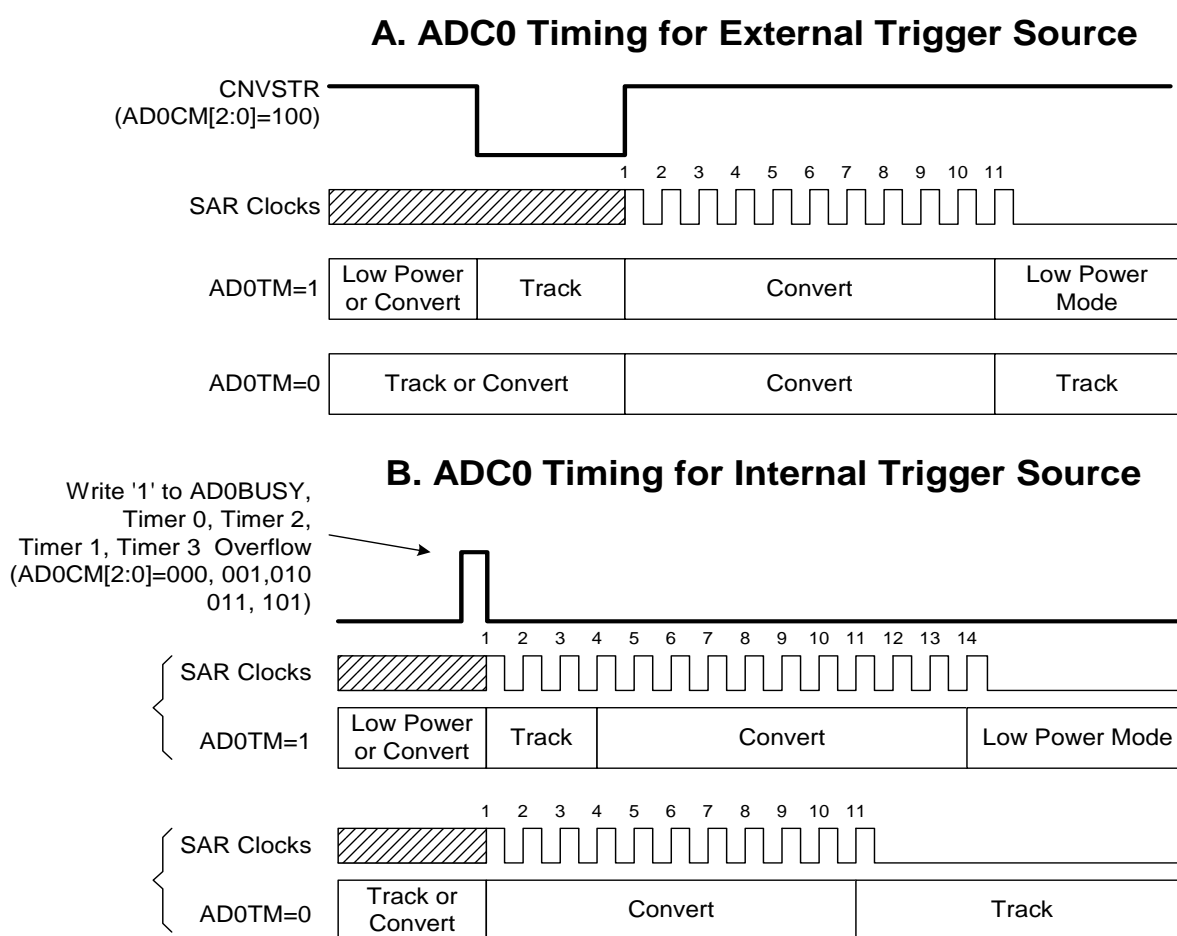 A. ADC0 Timing for External Trigger Source
CNVSTR
(AD0CM[2:0]=100)
1 2 3 4 5 6 7 8 9 10 11
SAR Clocks
AD0TM=1
Low Power
or Convert
Track
Convert
Low Power
Mode
AD0TM=0
Track or Convert
Convert
Track
B. ADC0 Timing for Internal Trigger Source
Write '1' to AD0BUSY,
Timer 0, Timer 2,
Timer 1, Timer 3 Overflow
(AD0CM[2:0]=000, 001,010
011, 101)
1 2 3 4 5 6 7 8 9 10 11 12 13 14
SAR Clocks
AD0TM=1
Low Power
or Convert
Track
Convert
Low Power Mode
1 2 3 4 5 6 7 8 9 10 11
SAR Clocks
AD0TM=0
Track or
Convert
Convert
Track